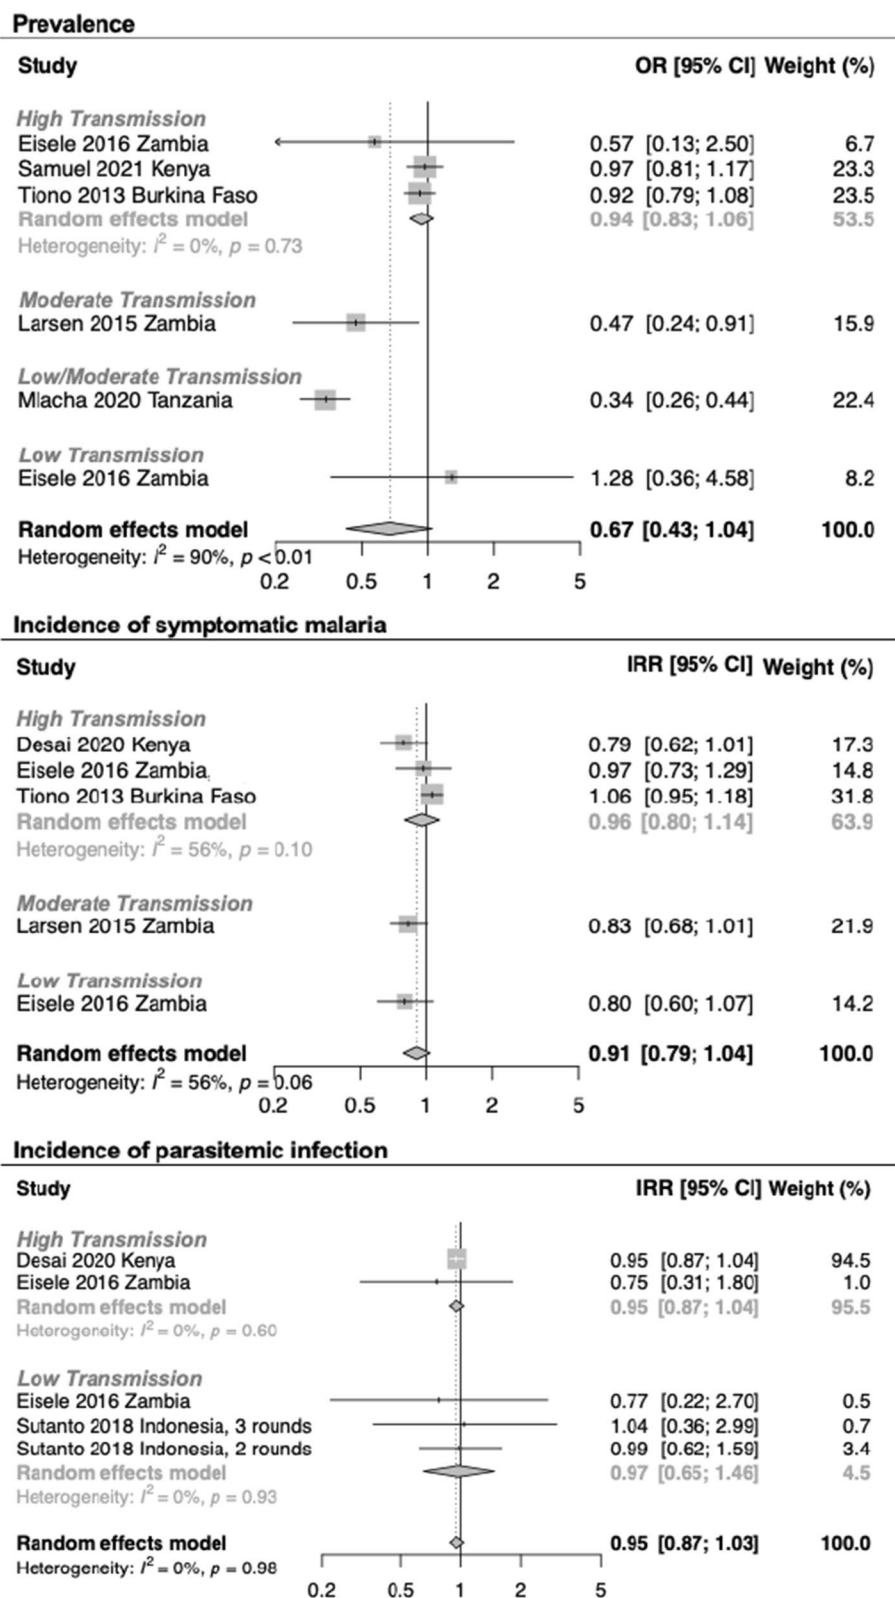 Prevalence
Study OR [95% CI] Weight (%)
High Transmission
Eisele 2016 Zambia 0.57 [0.13; 2.50] 6.7
Samuel 2021 Kenya 0.97 [0.81; 1.17] 23.3
Tiono 2013 Burkina Faso 0.92 [0.79; 1.08] 23.5
Random effects model 0.94 [0.83; 1.06] 53.5
Heterogeneity: I² = 0%, p = 0.73
Moderate Transmission
Larsen 2015 Zambia 0.47 [0.24; 0.91] 15.9
Low/Moderate Transmission
Mlacha 2020 Tanzania 0.34 [0.26; 0.44] 22.4
Low Transmission
Eisele 2016 Zambia 1.28 [0.36; 4.58] 8.2
Random effects model 0.67 [0.43; 1.04] 100.0
Heterogeneity: I² = 90%, p < 0.01
0.2 0.5 1 2 5
Incidence of symptomatic malaria
Study IRR [95% CI] Weight (%)
High Transmission
Desai 2020 Kenya 0.79 [0.62; 1.01] 17.3
Eisele 2016 Zambia, 0.97 [0.73; 1.29] 14.8
Tiono 2013 Burkina Faso 1.06 [0.95; 1.18] 31.8
Random effects model 0.96 [0.80; 1.14] 63.9
Heterogeneity: I² = 56%, p = 0.10
Moderate Transmission
Larsen 2015 Zambia 0.83 [0.68; 1.01] 21.9
Low Transmission
Eisele 2016 Zambia 0.80 [0.60; 1.07] 14.2
Random effects model 0.91 [0.79; 1.04] 100.0
Heterogeneity: I² = 56%, p = 0.06
0.2 0.5 1 2 5
Incidence of parasitemic infection
Study IRR [95% CI] Weight (%)
High Transmission
Desai 2020 Kenya 0.95 [0.87; 1.04] 94.5
Eisele 2016 Zambia 0.75 [0.31; 1.80] 1.0
Random effects model 0.95 [0.87; 1.04] 95.5
Heterogeneity: I² = 0%, p = 0.60
Low Transmission
Eisele 2016 Zambia 0.77 [0.22; 2.70] 0.5
Sutanto 2018 Indonesia, 3 rounds 1.04 [0.36; 2.99] 0.7
Sutanto 2018 Indonesia, 2 rounds 0.99 [0.62; 1.59] 3.4
Random effects model 0.97 [0.65; 1.46] 4.5
Heterogeneity: I² = 0%, p = 0.93
Random effects model 0.95 [0.87; 1.03] 100.0
Heterogeneity: I² = 0%, p = 0.98
0.2 0.5 1 2 5